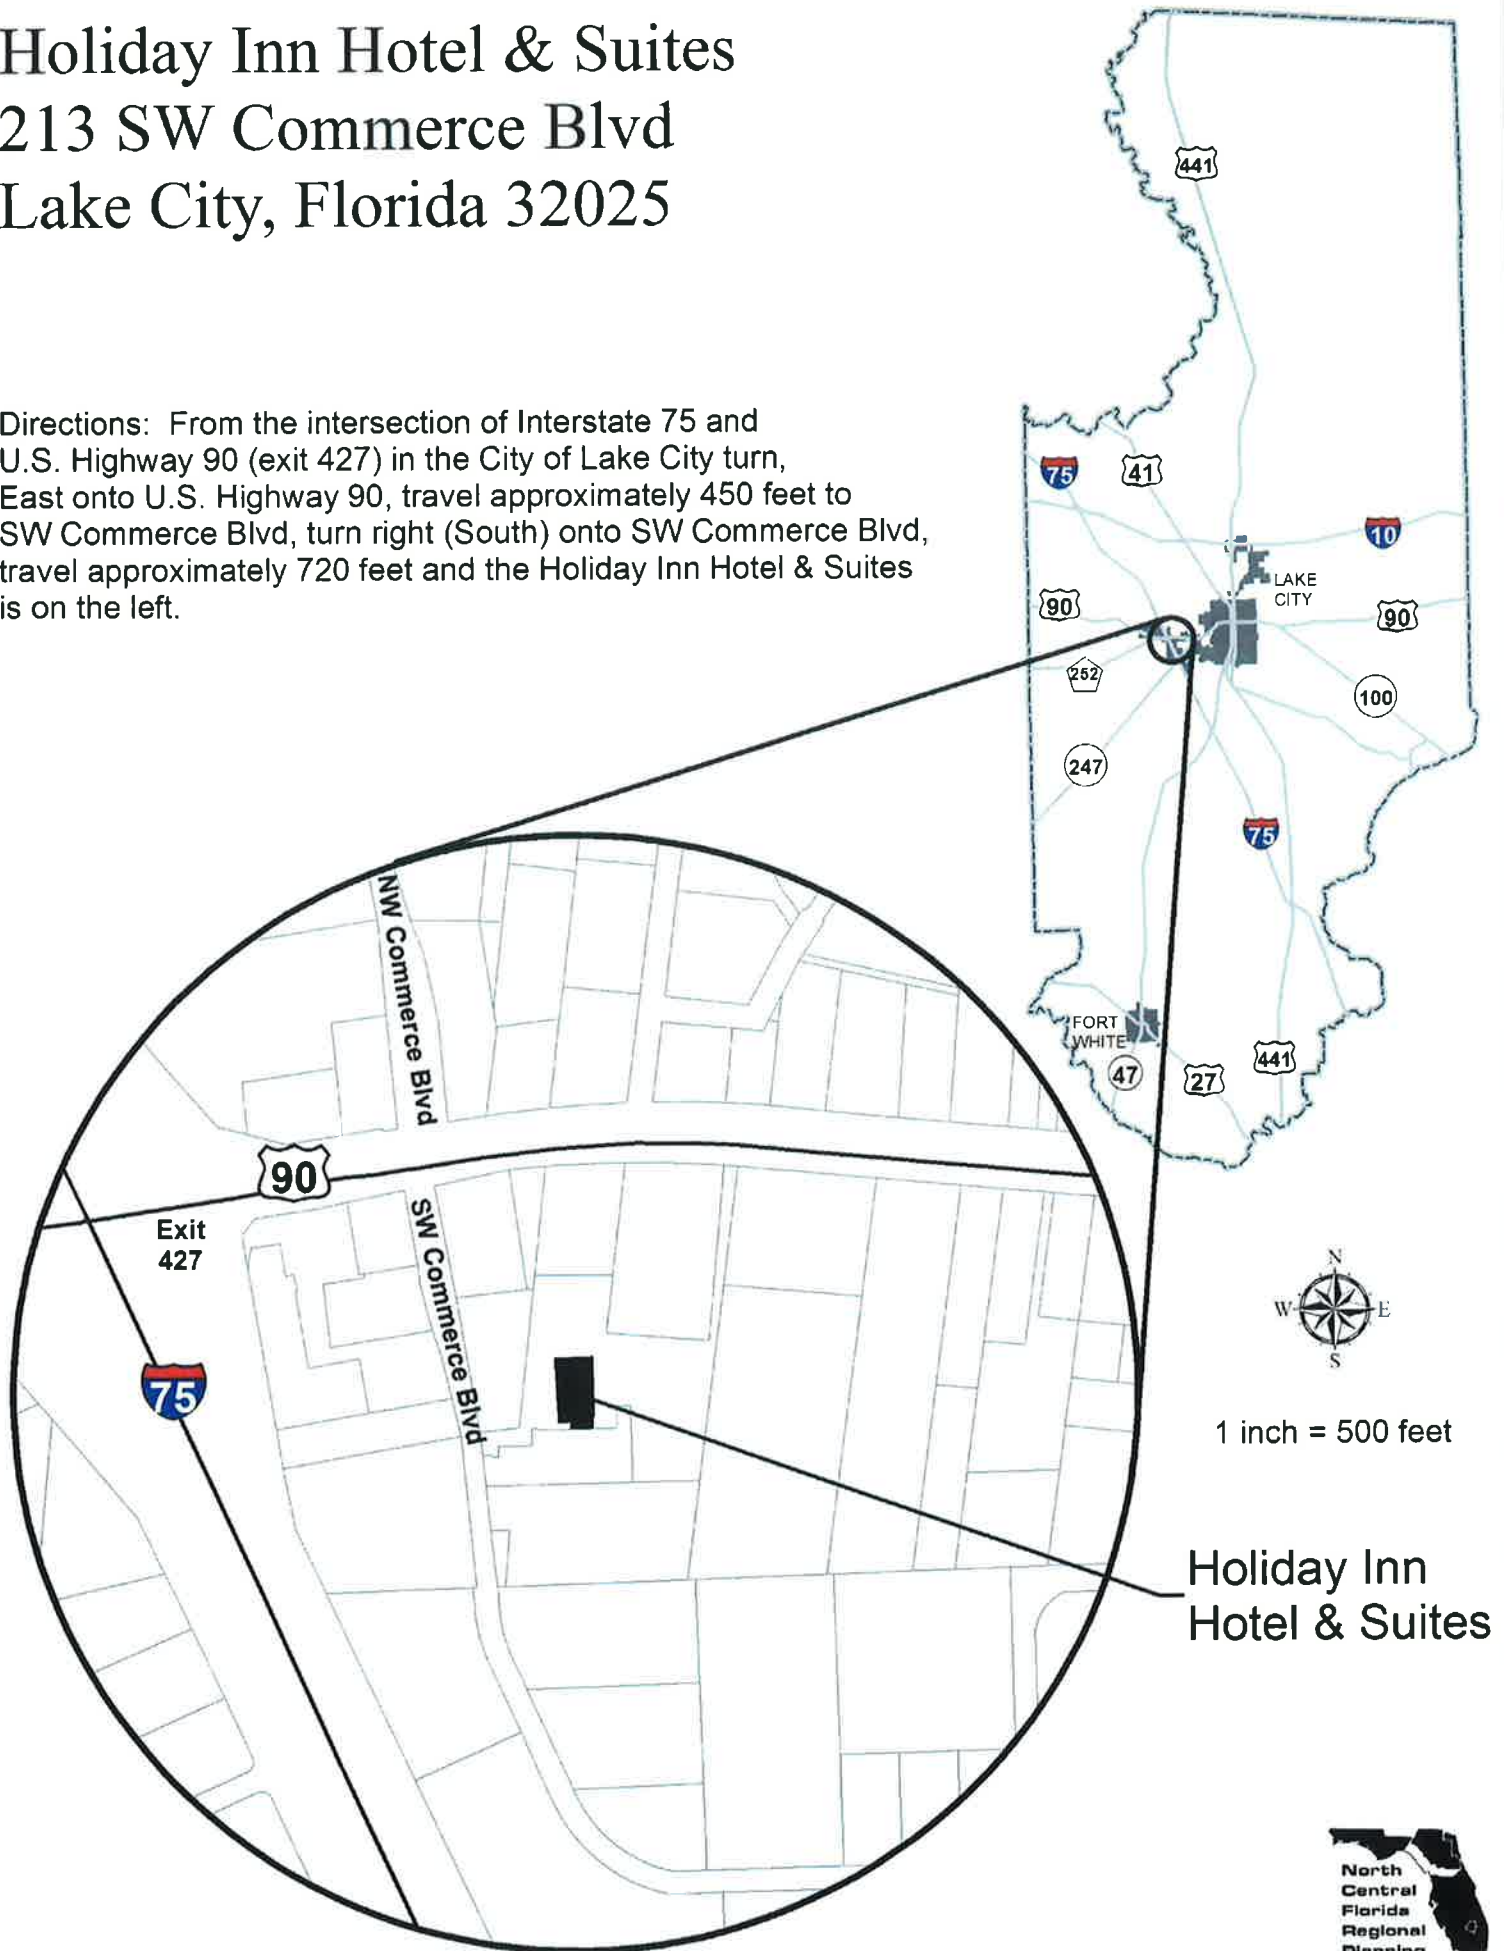 Holiday Inn Hotel & Suites
213 SW Commerce Blvd
Lake City, Florida 32025
Directions: From the intersection of Interstate 75 and
U.S. Highway 90 (exit 427) in the City of Lake City turn,
East onto U.S. Highway 90, travel approximately 450 feet to
SW Commerce Blvd, turn right (South) onto SW Commerce Blvd,
travel approximately 720 feet and the Holiday Inn Hotel & Suites
is on the left.
441
75
41
10
LAKE
CITY
90
90
252
100
247
75
FORT
WHITE
47
27
441
NW Commerce Blvd
90
Exit
427
SW Commerce Blvd
75
N
W
E
S
1 inch = 500 feet
Holiday Inn
Hotel & Suites
North
Central
Florida
Regional
Planning